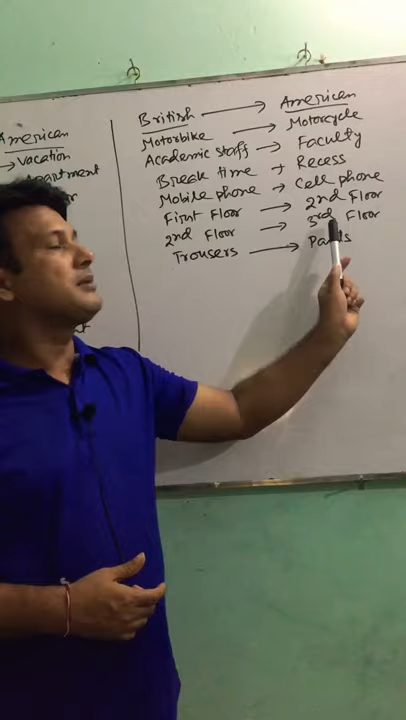 American
→ Vacation
Apartment
British → American
Motorbike → Motorcycle
Academic staff → Faculty
Break time → Recess
Mobile phone → Cell phone
First Floor → 2nd Floor
2nd Floor → 3rd Floor
Trousers → Pants